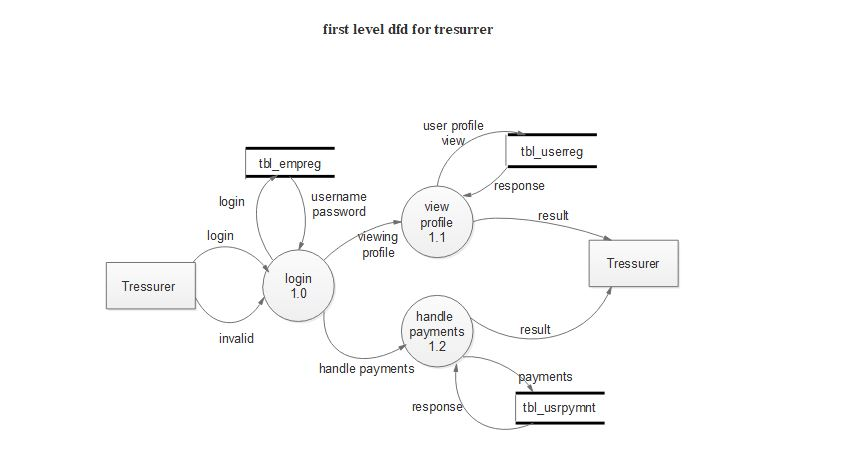 first level dfd for tresurrer
user profile
view
tbl_userreg
tbl_empreg
response
login
username
password
view
profile
1.1
result
login
viewing
profile
Tressurer
login
1.0
Tressurer
handle
payments
1.2
result
invalid
handle payments
payments
response
tbl_usrpymnt